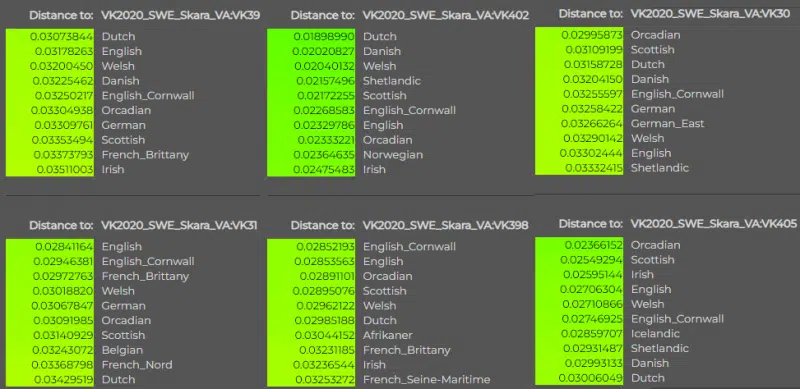 Distance to: VK2020_SWE_Skara_VA:VK39
0.03073844 Dutch
0.03178263 English
0.03200450 Welsh
0.03225462 Danish
0.03250217 English_Cornwall
0.03304938 Orcadian
0.03309761 German
0.03353494 Scottish
0.03373793 French_Brittany
0.03511003 Irish
Distance to: VK2020_SWE_Skara_VA:VK402
0.01898990 Dutch
0.02020827 Danish
0.02040132 Welsh
0.02157496 Shetlandic
0.02172255 Scottish
0.02268583 English_Cornwall
0.02329786 English
0.02333221 Orcadian
0.02364635 Norwegian
0.02475483 Irish
Distance to: VK2020_SWE_Skara_VA:VK30
0.02995873 Orcadian
0.03109199 Scottish
0.03158728 Dutch
0.03204150 Danish
0.03255597 English_Cornwall
0.03258422 German
0.03266264 German_East
0.03290142 Welsh
0.03302444 English
0.03332415 Shetlandic
Distance to: VK2020_SWE_Skara_VA:VK31
0.02841164 English
0.02946381 English_Cornwall
0.02972763 French_Brittany
0.03018820 Welsh
0.03067847 German
0.03091985 Orcadian
0.03140929 Scottish
0.03243072 Belgian
0.03368798 French_Nord
0.03429519 Dutch
Distance to: VK2020_SWE_Skara_VA:VK398
0.02852193 English_Cornwall
0.02853563 English
0.02891101 Orcadian
0.02895076 Scottish
0.02962122 Welsh
0.02985188 Dutch
0.03044152 Afrikaner
0.03231185 French_Brittany
0.03236544 Irish
0.03253272 French_Seine-Maritime
Distance to: VK2020_SWE_Skara_VA:VK405
0.02366152 Orcadian
0.02549294 Scottish
0.02595144 Irish
0.02706304 English
0.02710866 Welsh
0.02746925 English_Cornwall
0.02859707 Icelandic
0.02931487 Shetlandic
0.02993133 Danish
0.03006049 Dutch